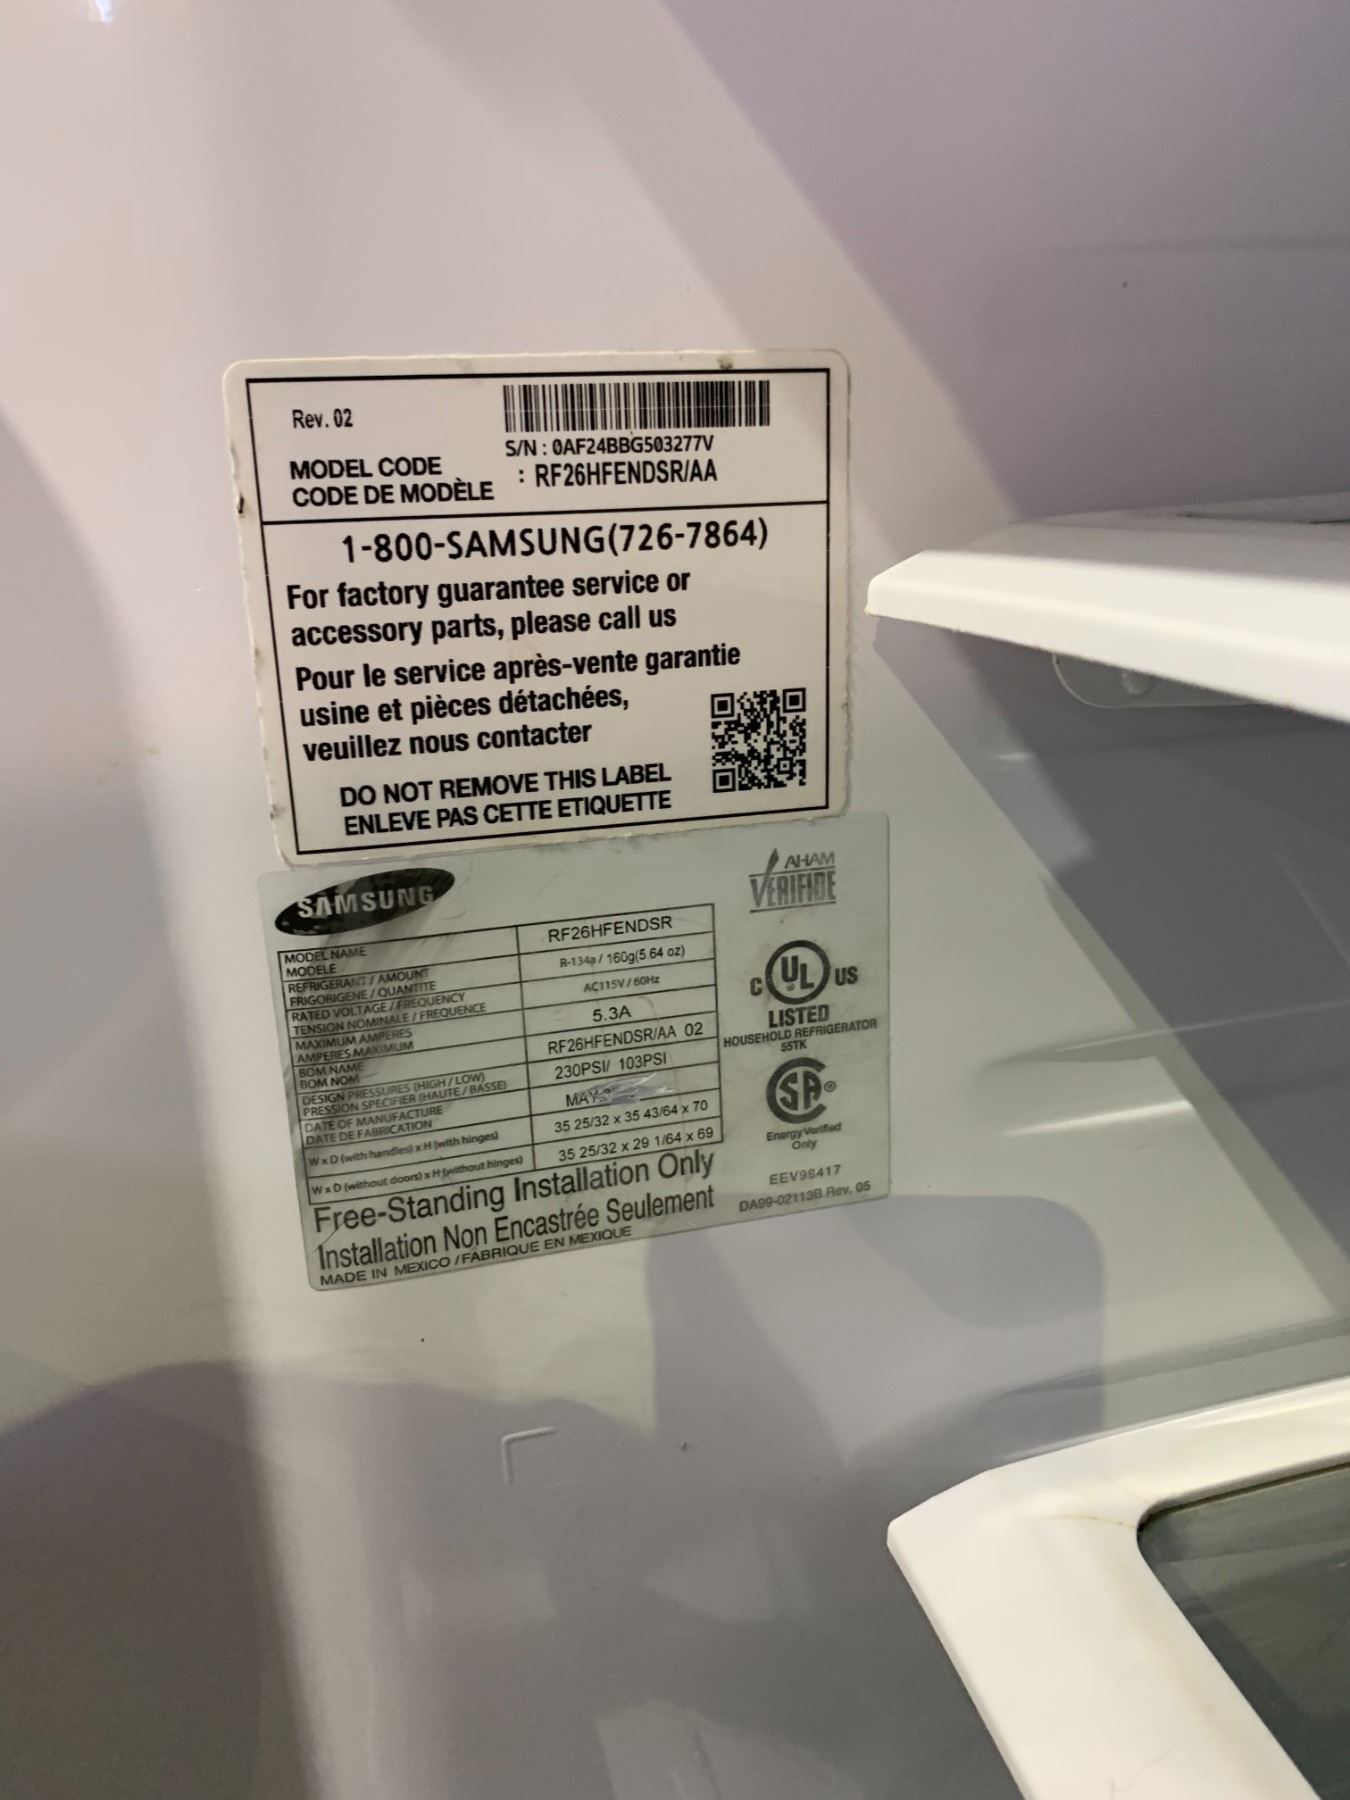 Rev. 02
S/N : 0AF24BBG503277V
MODEL CODE
CODE DE MODÈLE : RF26HFENDSR/AA
1-800-SAMSUNG(726-7864)
For factory guarantee service or
accessory parts, please call us
Pour le service après-vente garantie
usine et pièces détachées,
veuillez nous contacter
DO NOT REMOVE THIS LABEL
ENLEVE PAS CETTE ETIQUETTE
SAMSUNG
AHAM
VERIFIDE
MODEL NAME
MODELE
RF26HFENDSR
REFRIGERANT / AMOUNT
FRIGORIGENE / QUANTITE
R-134a / 160g(5.64 oz)
RATED VOLTAGE / FREQUENCY
TENSION NOMINALE / FREQUENCE
AC115V / 60Hz
MAXIMUM AMPERES
AMPERES MAXIMUM
5.3A
BOM NAME
BOM NOM
RF26HFENDSR/AA 02
DESIGN PRESSURES (HIGH / LOW)
PRESSION SPECIFIER (HAUTE / BASSE)
230PSI/ 103PSI
DATE OF MANUFACTURE
DATE DE FABRICATION
MAY
W x D (with handles) x H (with hinges)
35 25/32 x 35 43/64 x 70
W x D (without doors) x H (without hinges)
35 25/32 x 29 1/64 x 69
C UL US
LISTED
HOUSEHOLD REFRIGERATOR
55TK
SA ®
Energy Verified
Only
EEV98417
DA99-02113B Rev. 05
Free-Standing Installation Only
Installation Non Encastrée Seulement
MADE IN MEXICO / FABRIQUE EN MEXIQUE